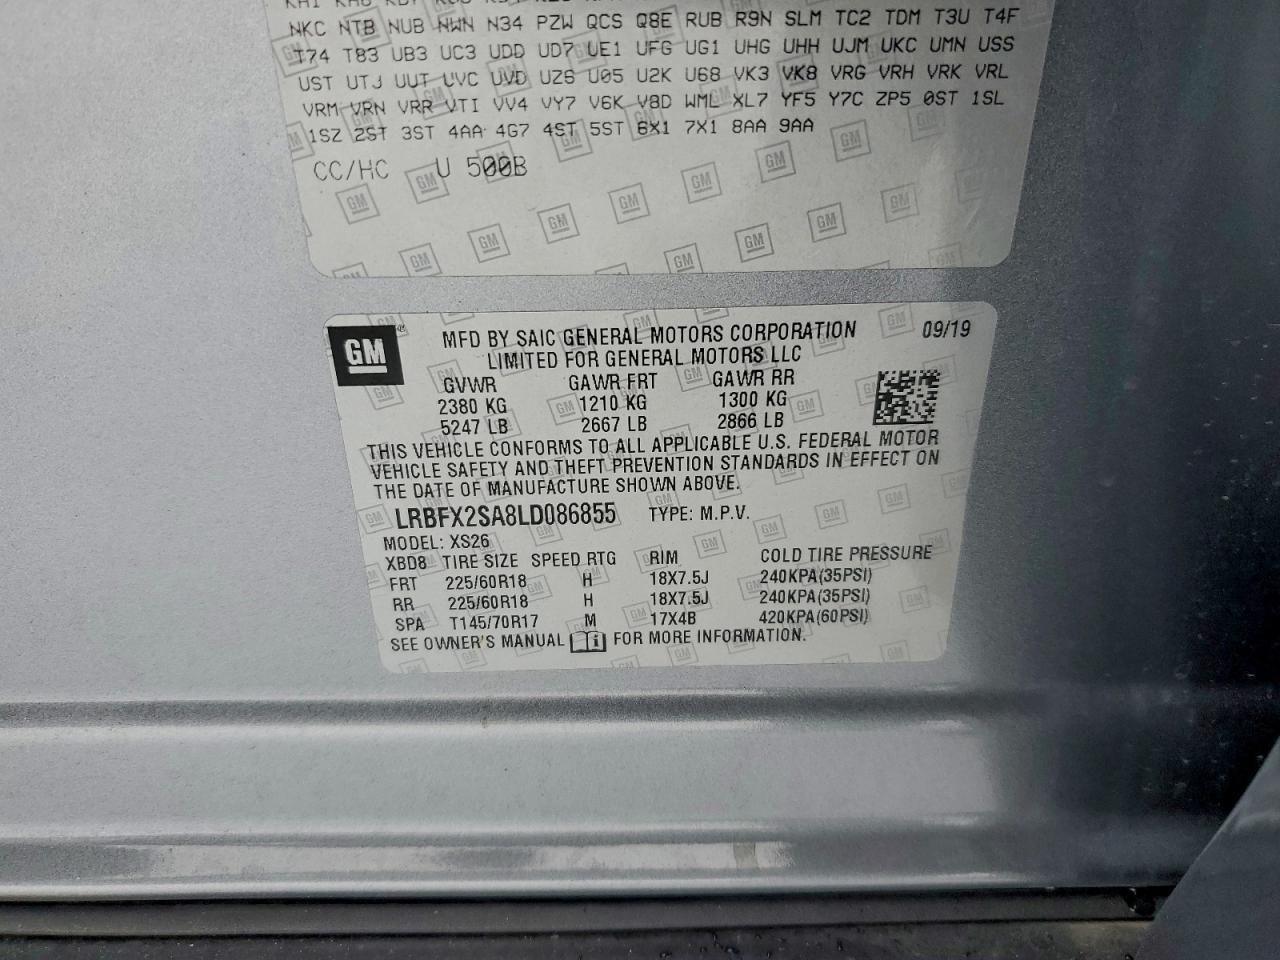 NKC NTB NUB NWN N34 PZW QCS Q8E RUB R9N SLM TC2 TDM T3U T4F
T74 T83 UB3 UC3 UDD UD7 UE1 UFG UG1 UHG UHH UJM UKC UMN USS
UST UTJ UUT UVC UVD UZ6 U05 U2K U68 VK3 VK8 VRG VRH VRK VRL
VRM VRN VRR VTI VV4 VY7 V6K V8D WML XL7 YF5 Y7C ZP5 0ST 1SL
1SZ 2ST 3ST 4AA 4G7 4ST 5ST 6X1 7X1 8AA 9AA
CC/HC U 500B
GM
MFD BY SAIC GENERAL MOTORS CORPORATION 09/19
LIMITED FOR GENERAL MOTORS LLC
GVWR GAWR FRT GAWR RR
2380 KG 1210 KG 1300 KG
5247 LB 2667 LB 2866 LB
THIS VEHICLE CONFORMS TO ALL APPLICABLE U.S. FEDERAL MOTOR
VEHICLE SAFETY AND THEFT PREVENTION STANDARDS IN EFFECT ON
THE DATE OF MANUFACTURE SHOWN ABOVE.
LRBFX2SA8LD086855 TYPE: M.P.V.
MODEL: XS26
XBD8 TIRE SIZE SPEED RTG RIM COLD TIRE PRESSURE
FRT 225/60R18 H 18X7.5J 240KPA(35PSI)
RR 225/60R18 H 18X7.5J 240KPA(35PSI)
SPA T145/70R17 M 17X4B 420KPA(60PSI)
SEE OWNER'S MANUAL FOR MORE INFORMATION.